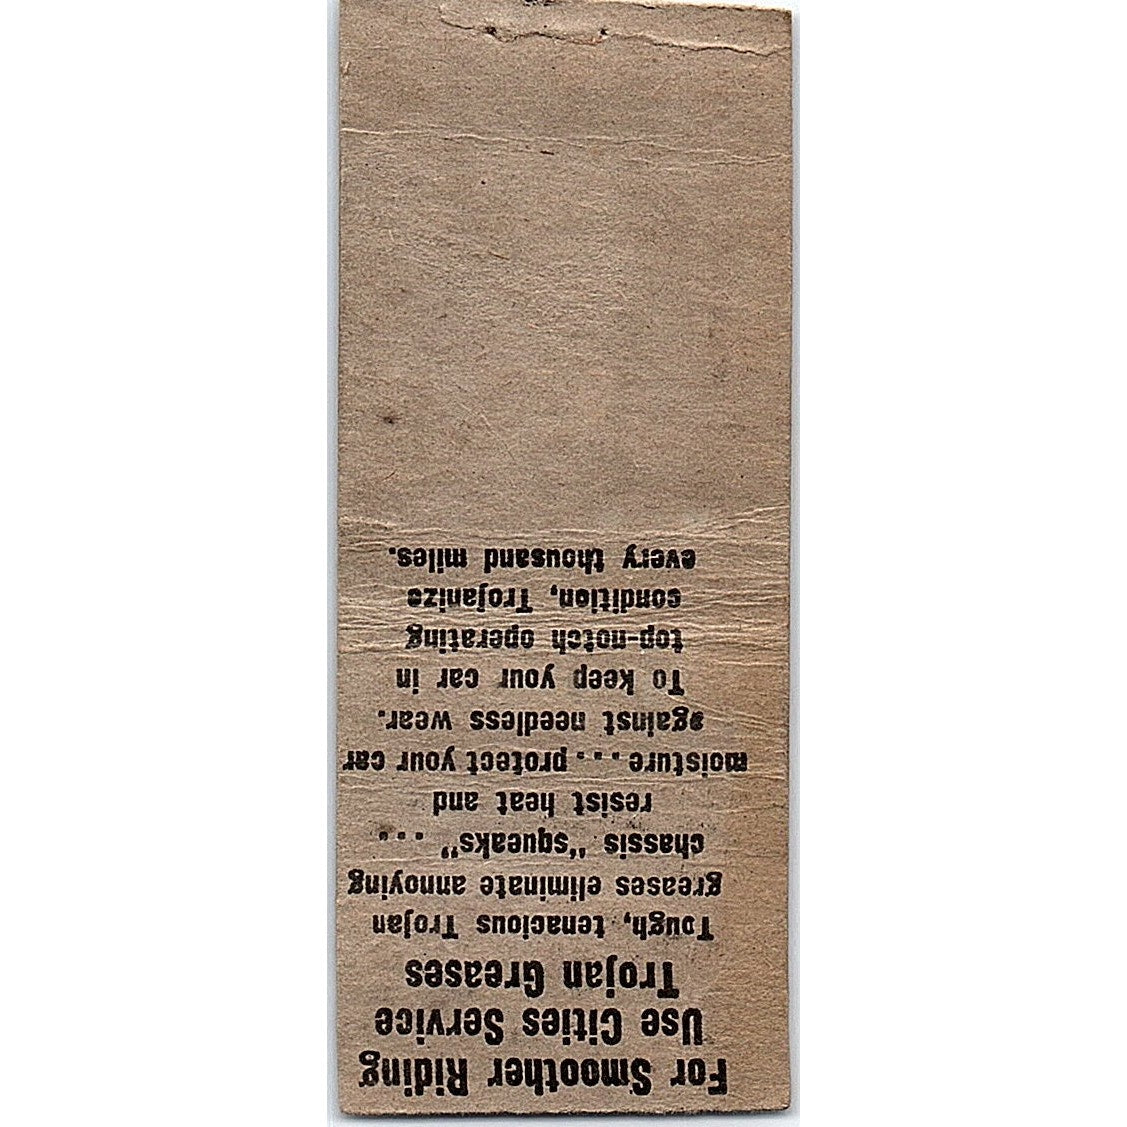 For Smoother Riding
Use Cities Service
Trojan Greases
Tough, tenacious Trojan
greases eliminate annoying
chassis "squeaks" ...
resist heat and
moisture ... protect your car
against needless wear.
To keep your car in
top-notch operating
condition, Trojanize
every thousand miles.